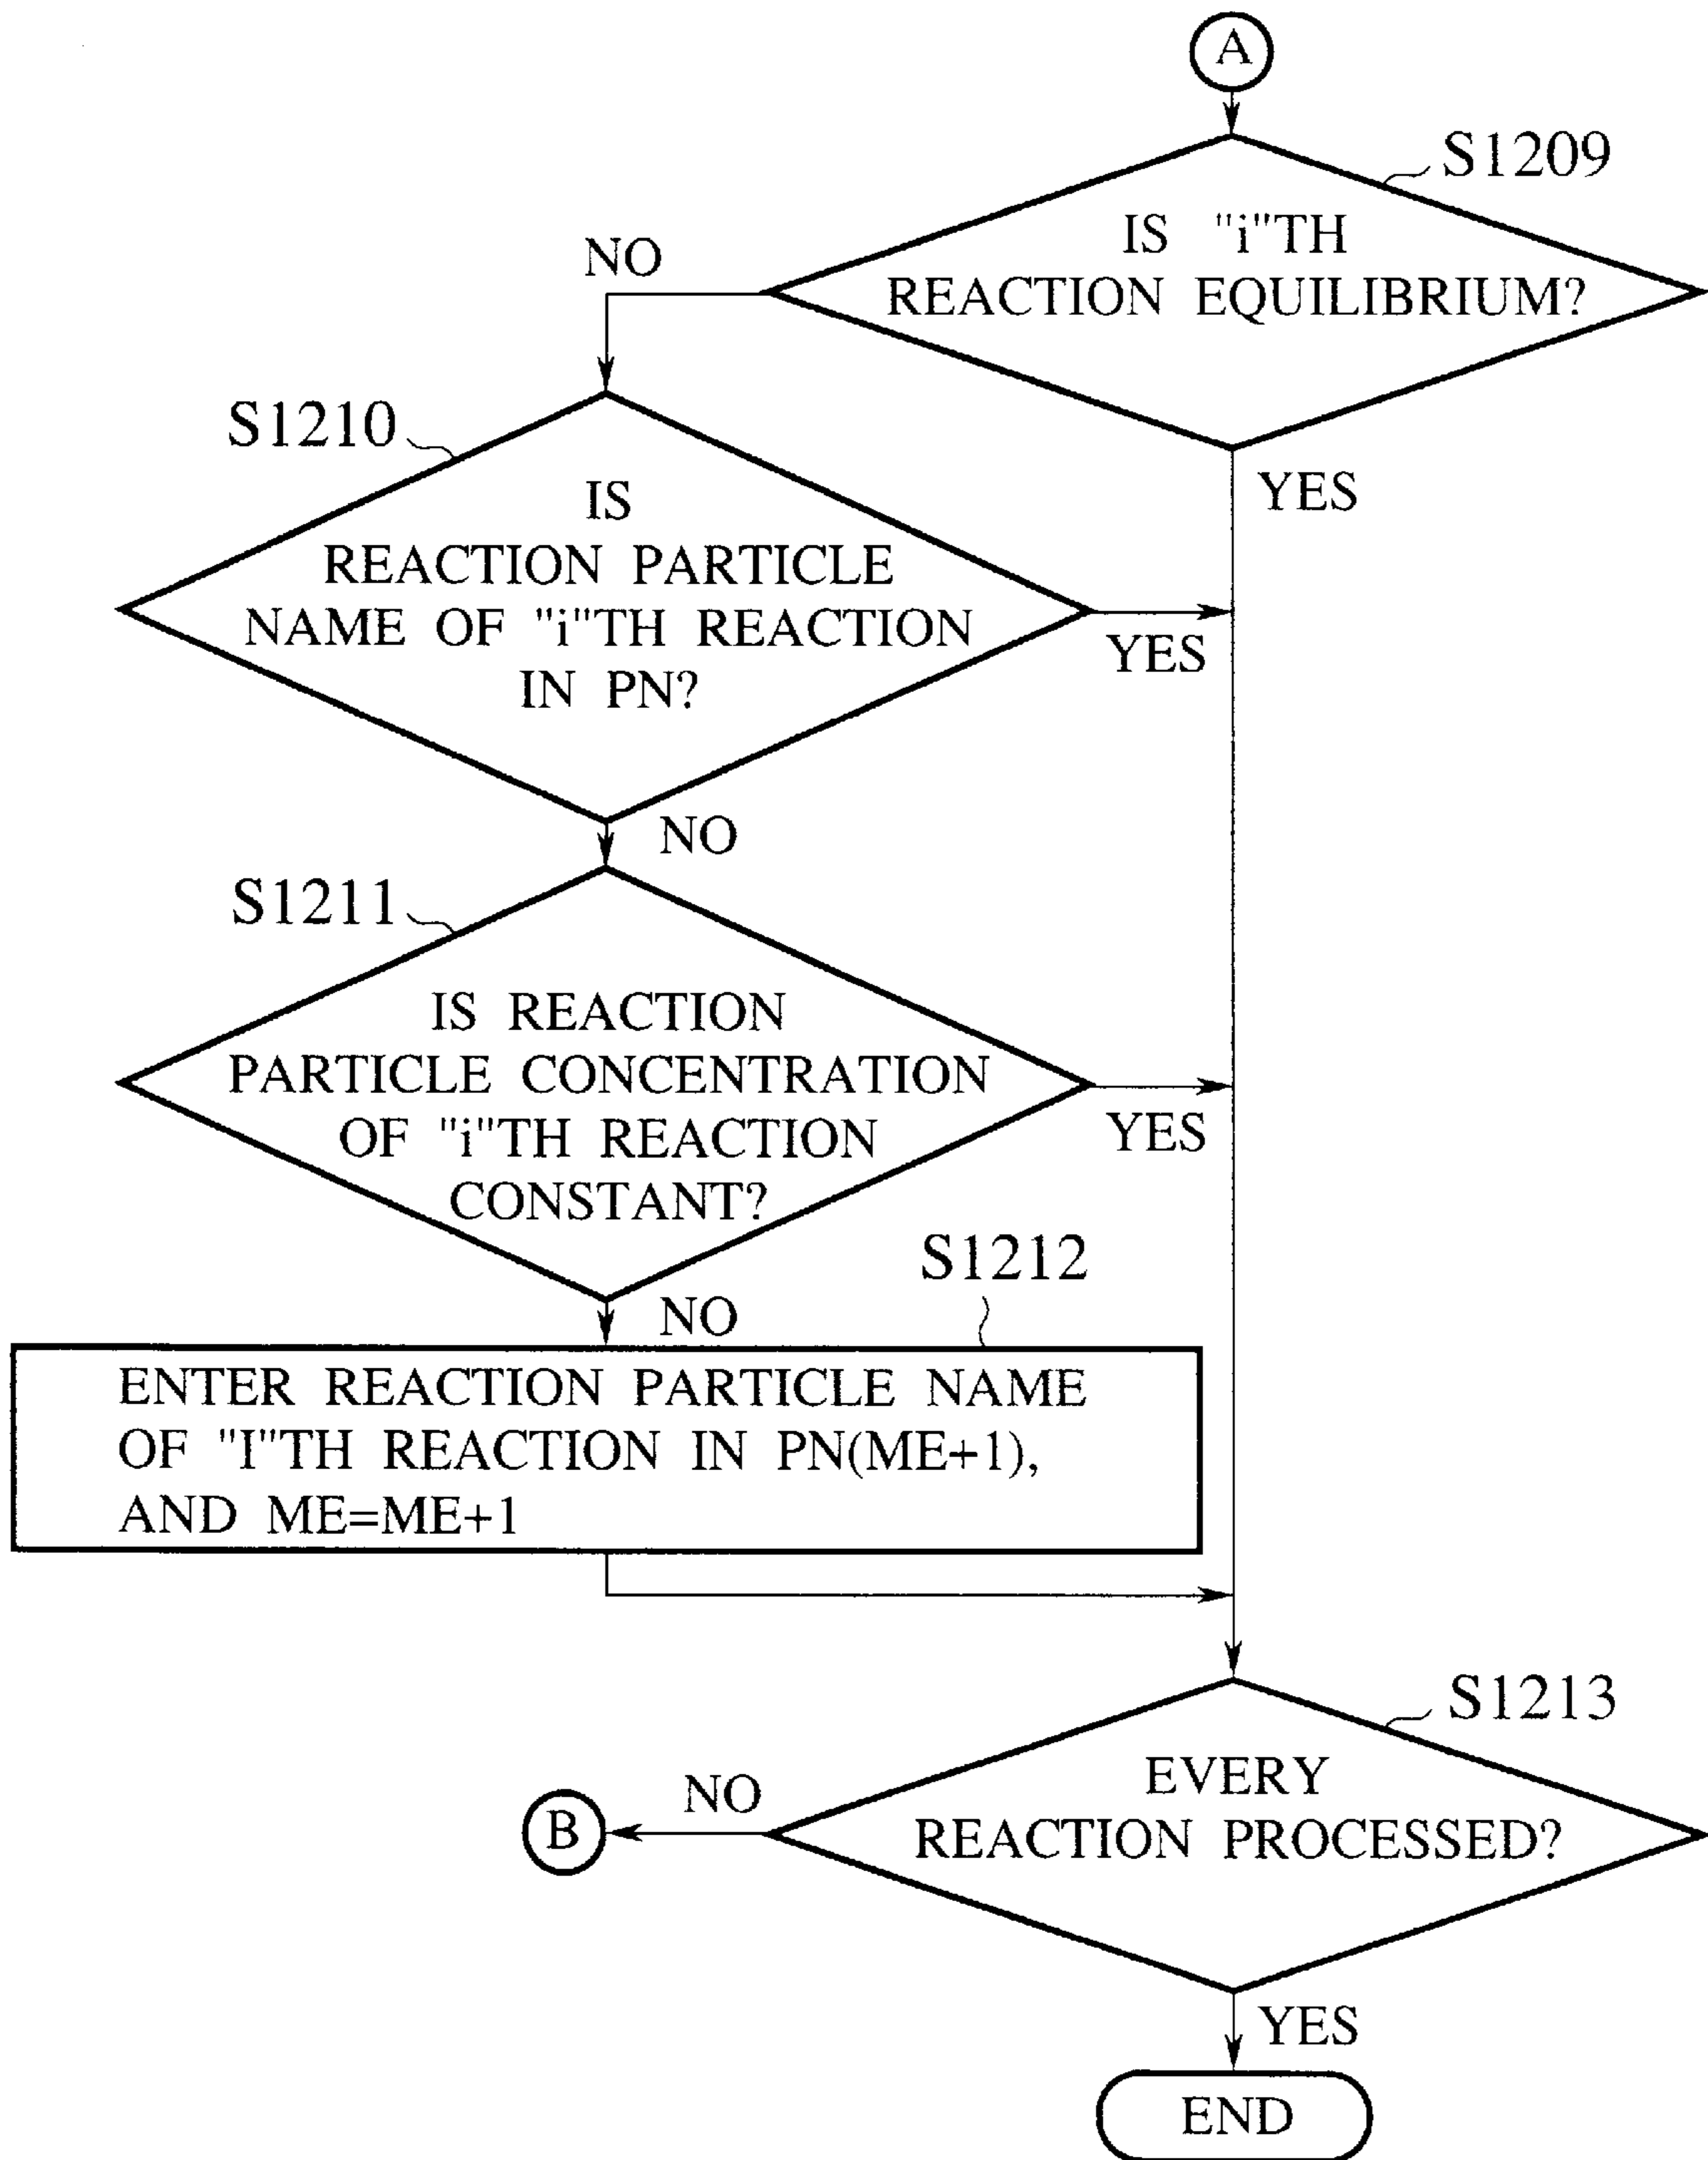 A
S1209
IS "i"TH
REACTION EQUILIBRIUM?
NO
YES
S1210
IS
REACTION PARTICLE
NAME OF "i"TH REACTION
IN PN?
YES
NO
S1211
IS REACTION
PARTICLE CONCENTRATION
OF "i"TH REACTION
CONSTANT?
YES
NO
S1212
ENTER REACTION PARTICLE NAME
OF "I"TH REACTION IN PN(ME+1),
AND ME=ME+1
S1213
EVERY
REACTION PROCESSED?
NO
B
YES
END